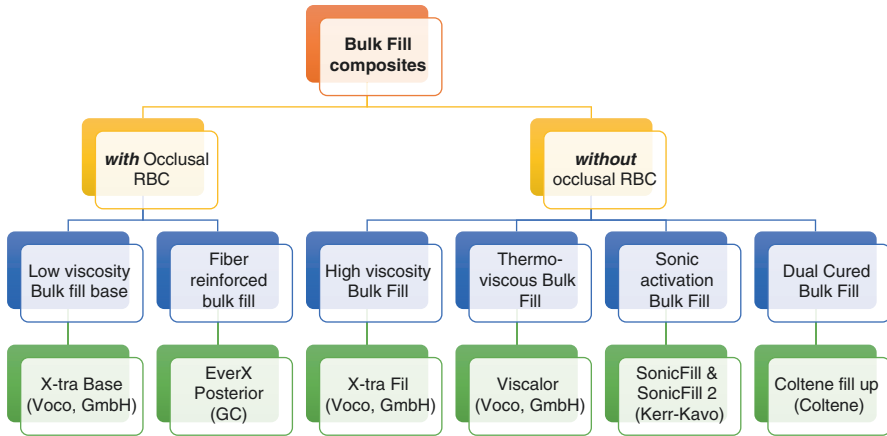 Bulk Fill
composites
with Occlusal
RBC
without
occlusal RBC
Low viscosity
Bulk fill base
Fiber
reinforced
bulk fill
High viscosity
Bulk Fill
Thermo-
viscous Bulk
Fill
Sonic
activation
Bulk Fill
Dual Cured
Bulk Fill
X-tra Base
(Voco, GmbH)
EverX
Posterior
(GC)
X-tra Fil
(Voco, GmbH)
Viscalor
(Voco, GmbH)
SonicFill &
SonicFill 2
(Kerr-Kavo)
Coltene fill up
(Coltene)